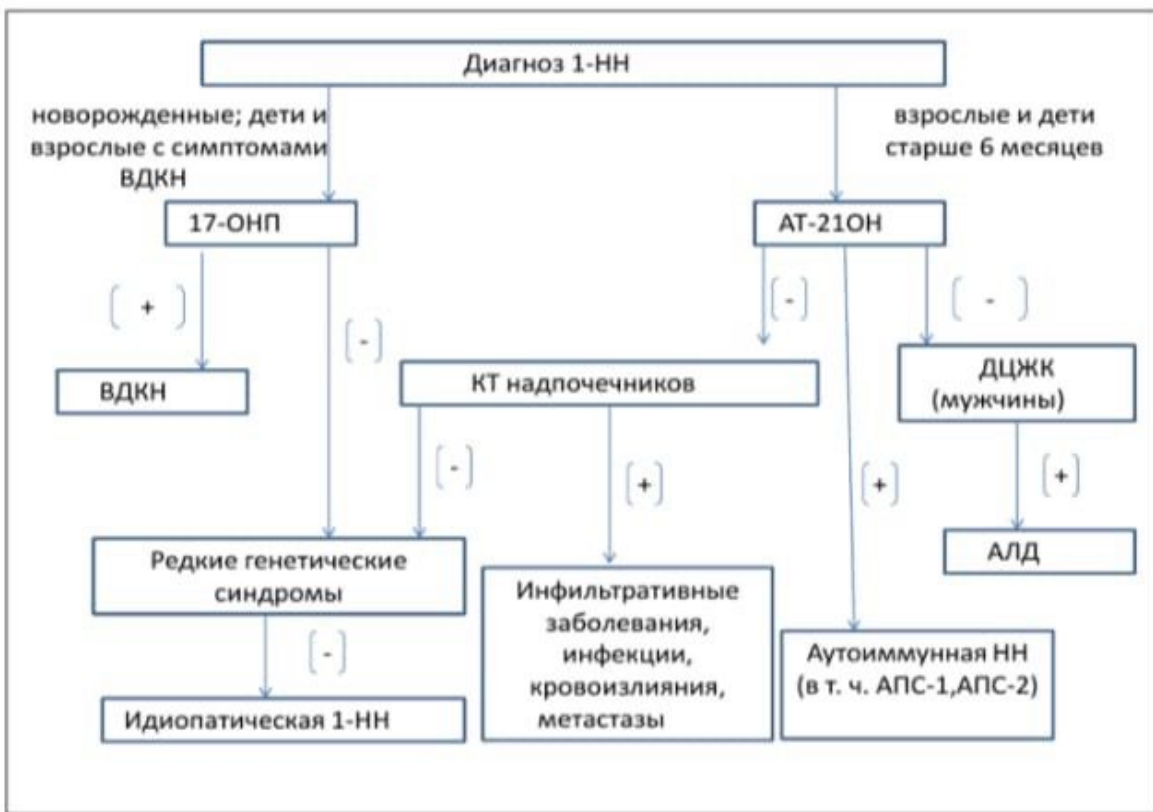 Диагноз 1-НН
новорожденные; дети и
взрослые с симптомами
ВДКН
взрослые и дети
старше 6 месяцев
17-ОНП
АТ-21ОН
( + )
(-)
(-)
( - )
ВДКН
КТ надпочечников
ДЦЖК
(мужчины)
(-)
(+)
(+)
(+)
Редкие генетические
синдромы
АЛД
Инфильтративные
заболевания,
инфекции,
кровоизлияния,
метастазы
Аутоиммунная НН
(в т. ч. АПС-1,АПС-2)
(-)
Идиопатическая 1-НН